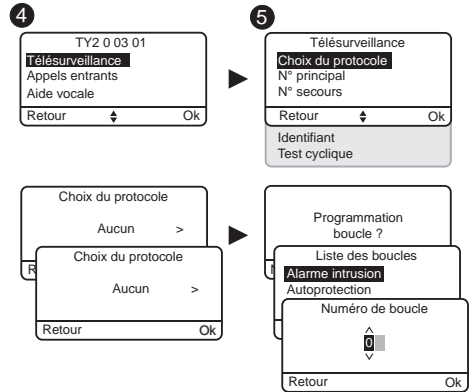 4
TY2 0 03 01
Télésurveillance
Appels entrants
Aide vocale
Retour Ok
5
Télésurveillance
Choix du protocole
N° principal
N° secours
Retour Ok
Identifiant
Test cyclique
Choix du protocole
Aucun >
R
Choix du protocole
Aucun >
Retour Ok
Programmation
boucle ?
Liste des boucles
Alarme intrusion
Autoprotection
Numéro de boucle
0
Retour Ok